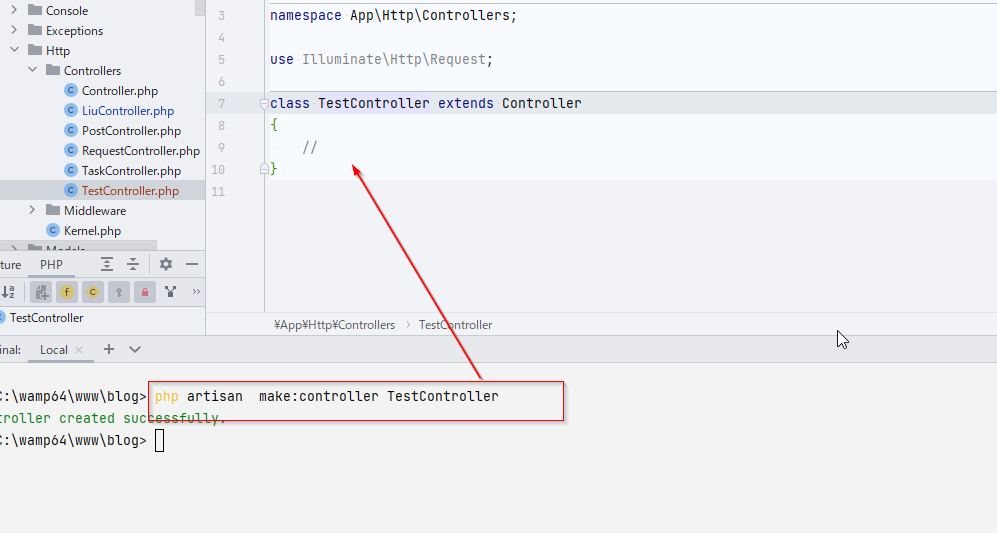 Console
Exceptions
Http
Controllers
Controller.php
LiuController.php
PostController.php
RequestController.php
TaskController.php
TestController.php
Middleware
Kernel.php
Models
ture PHP
TestController
3 namespace App\Http\Controllers;
4
5 use Illuminate\Http\Request;
6
7 class TestController extends Controller
8 {
9 //
10 }
11
¥App¥Http¥Controllers › TestController
inal: Local
C:\wamp64\www\blog> php artisan  make:controller TestController
troller created successfully.
C:\wamp64\www\blog>